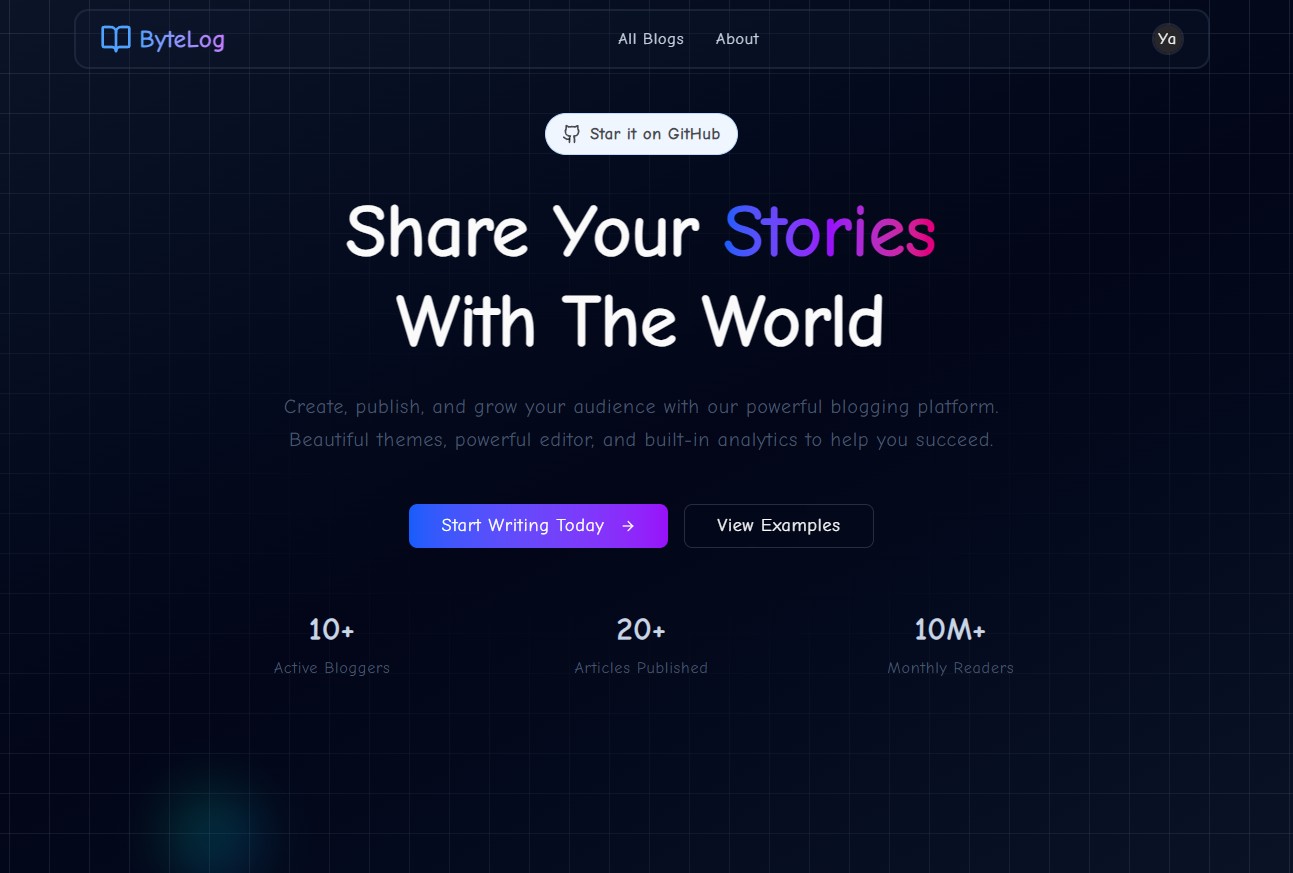 ByteLog
All Blogs
About
Ya
Star it on GitHub
Share Your Stories
With The World
Create, publish, and grow your audience with our powerful blogging platform.
Beautiful themes, powerful editor, and built-in analytics to help you succeed.
Start Writing Today →
View Examples
10+
20+
10M+
Active Bloggers
Articles Published
Monthly Readers